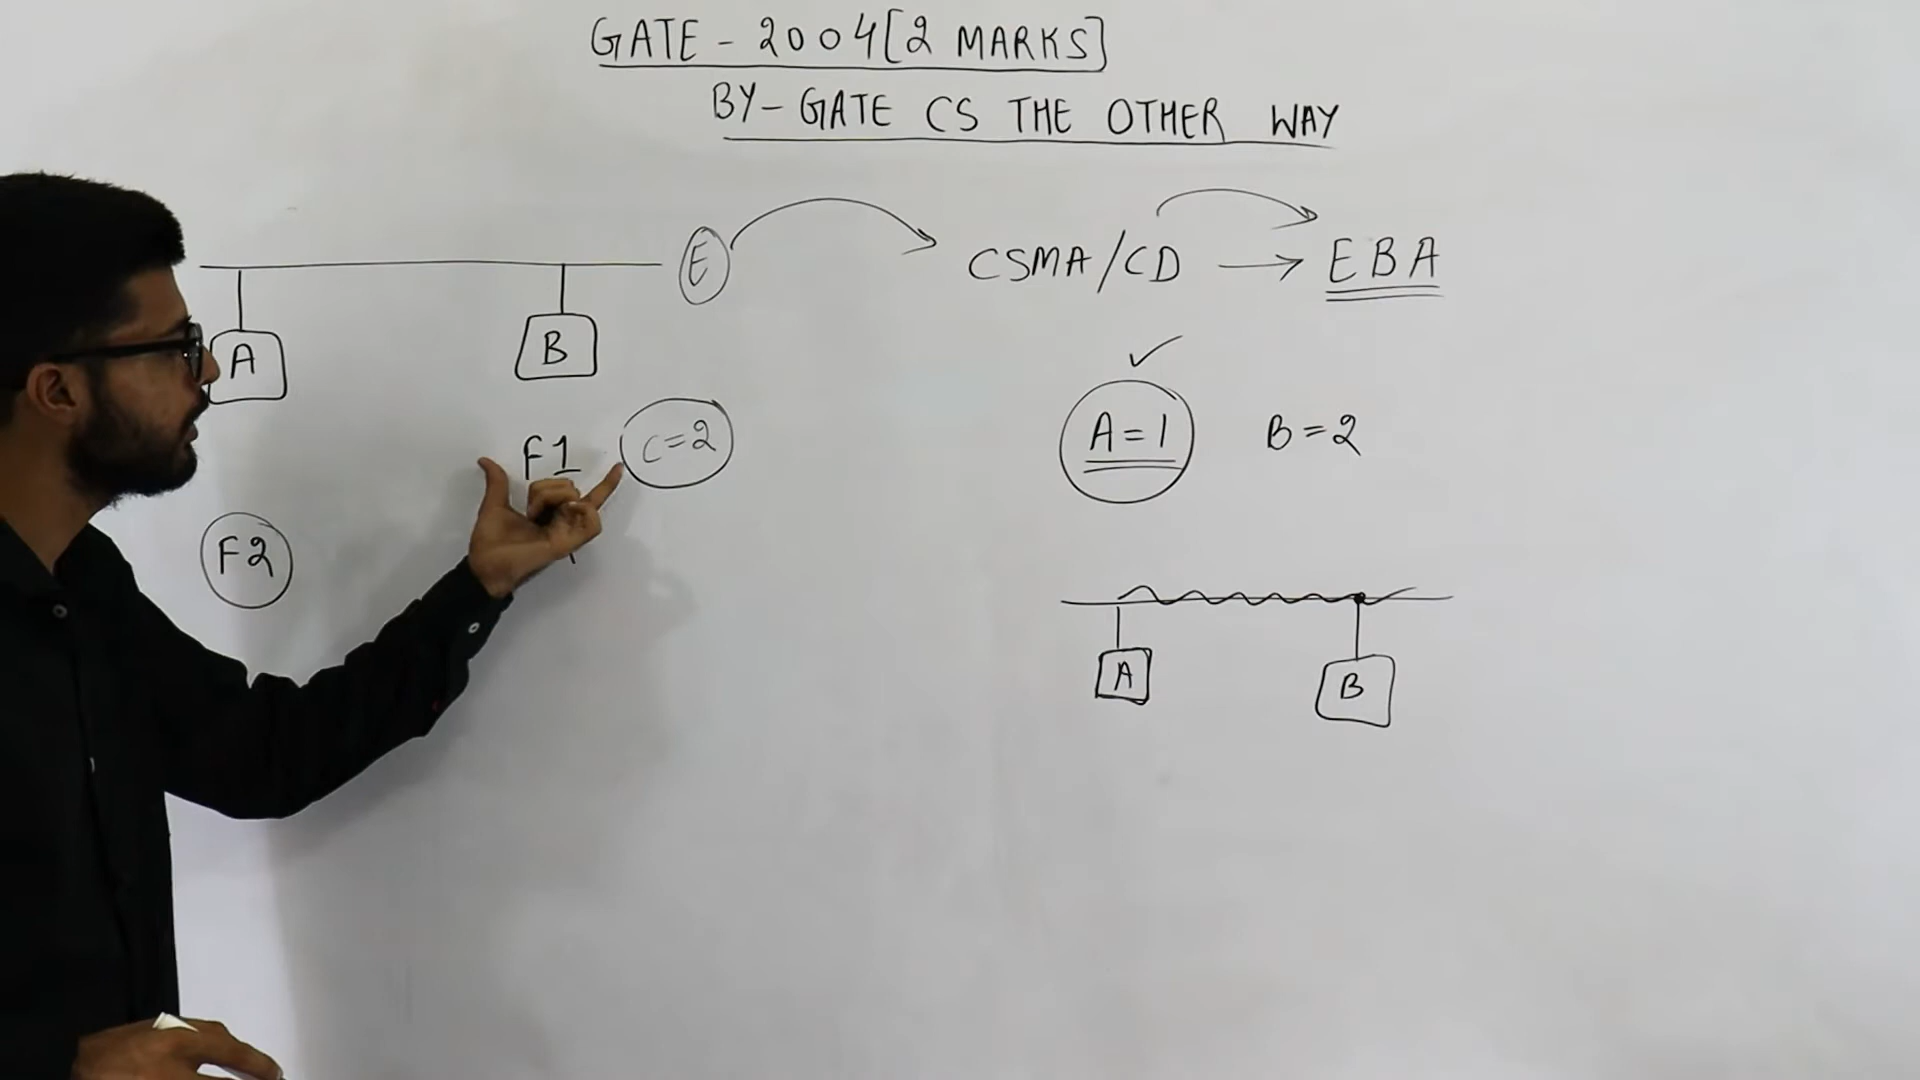 GATE - 2004 [2 MARKS]
BY - GATE CS THE OTHER WAY
E
CSMA/CD → EBA
A
B
F1
C=2
A=1
B=2
F2
A
B